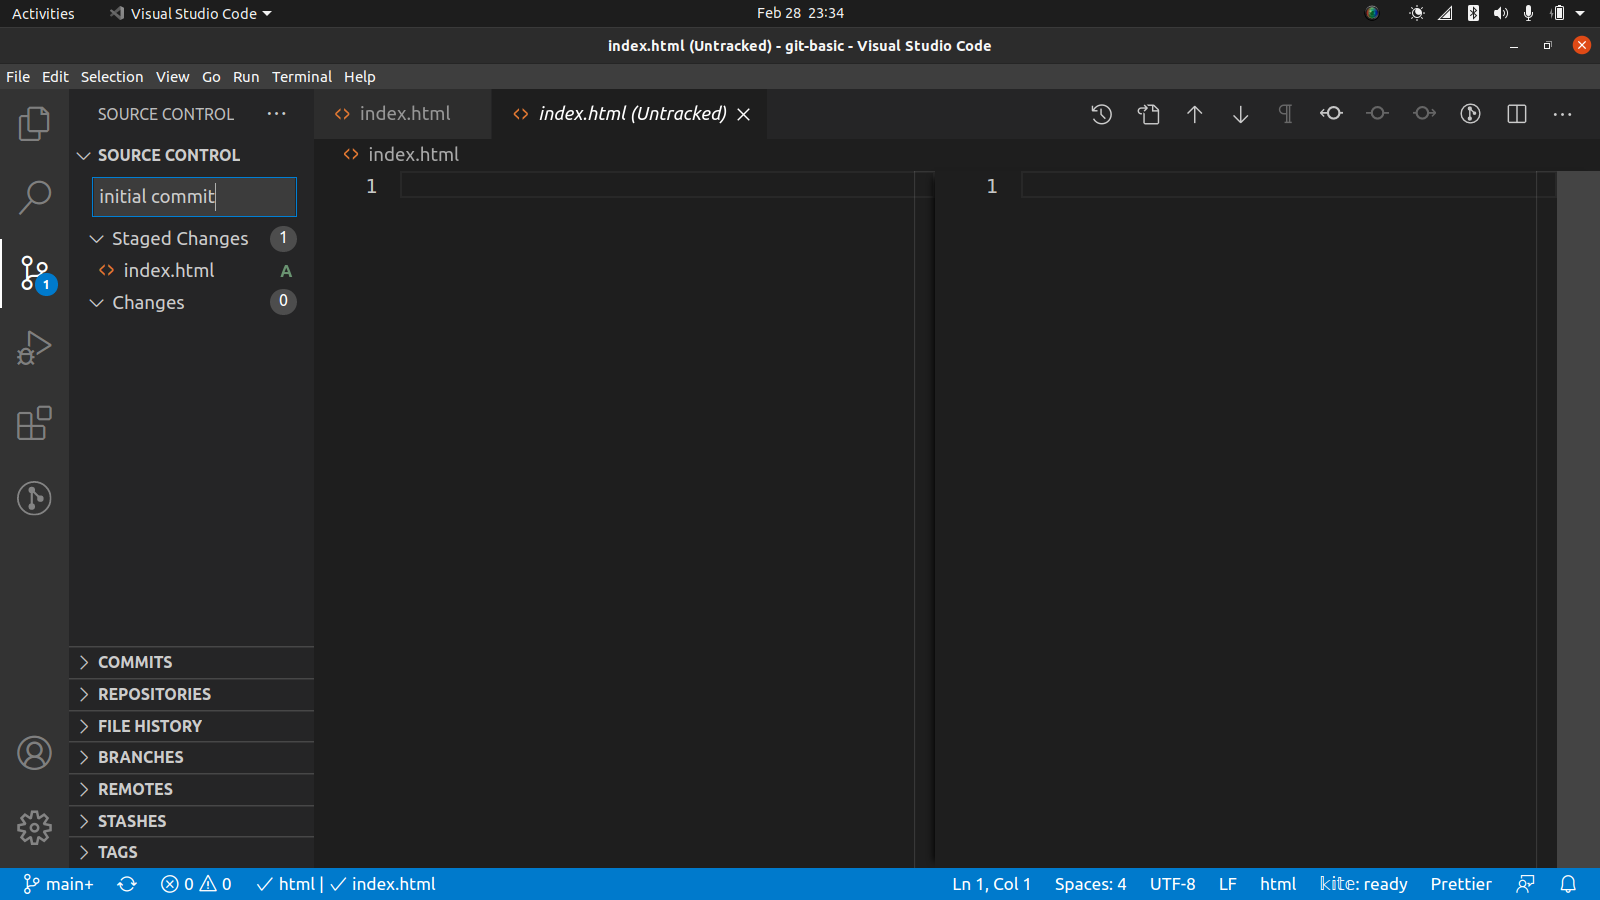 Activities Visual Studio Code Feb 28 23:34
index.html (Untracked) - git-basic - Visual Studio Code
File Edit Selection View Go Run Terminal Help
SOURCE CONTROL
index.html
index.html (Untracked)
SOURCE CONTROL
index.html
initial commit
1
1
Staged Changes 1
index.html A
1
Changes 0
COMMITS
REPOSITORIES
FILE HISTORY
BRANCHES
REMOTES
STASHES
TAGS
main+ 0 0 html | index.html Ln 1, Col 1 Spaces: 4 UTF-8 LF html kite: ready Prettier